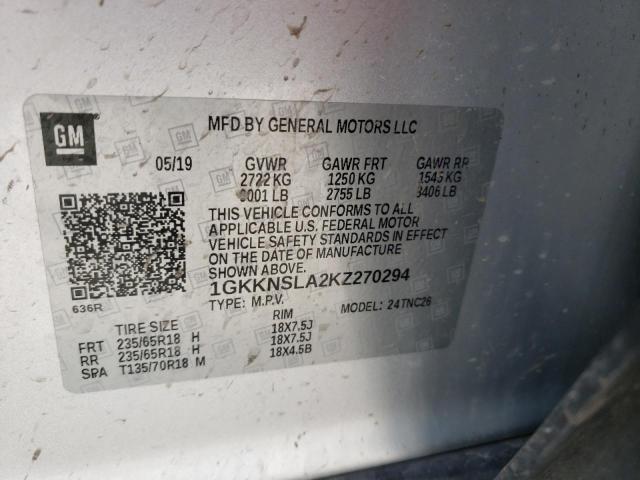 GM
MFD BY GENERAL MOTORS LLC
05/19 GVWR GAWR FRT GAWR RR
2722 KG 1250 KG 1545 KG
6001 LB 2755 LB 3406 LB
THIS VEHICLE CONFORMS TO ALL
APPLICABLE U.S. FEDERAL MOTOR
VEHICLE SAFETY STANDARDS IN EFFECT
ON THE DATE OF MANUFACTURE
SHOWN ABOVE.
1GKKNSLA2KZ270294
636R TYPE: M.P.V. MODEL: 24TNC26
TIRE SIZE RIM
FRT 235/65R18 H 18X7.5J
RR 235/65R18 H 18X7.5J
SPA T135/70R18 M 18X4.5B